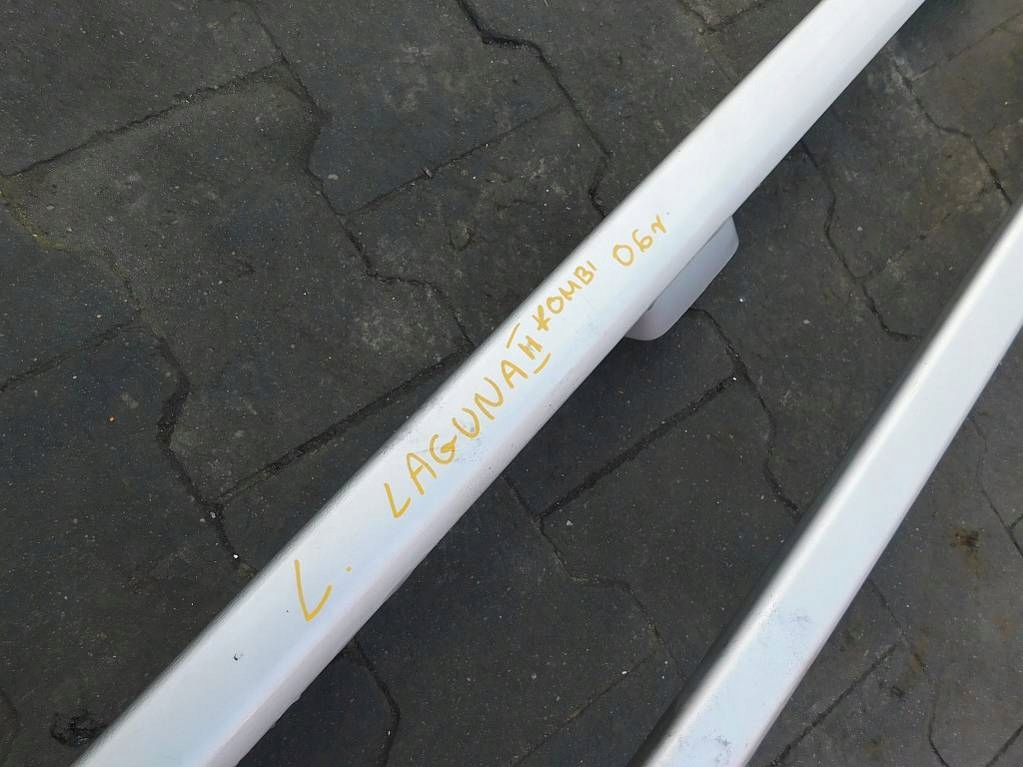 L. LAGUNA II KOMBI 06r.